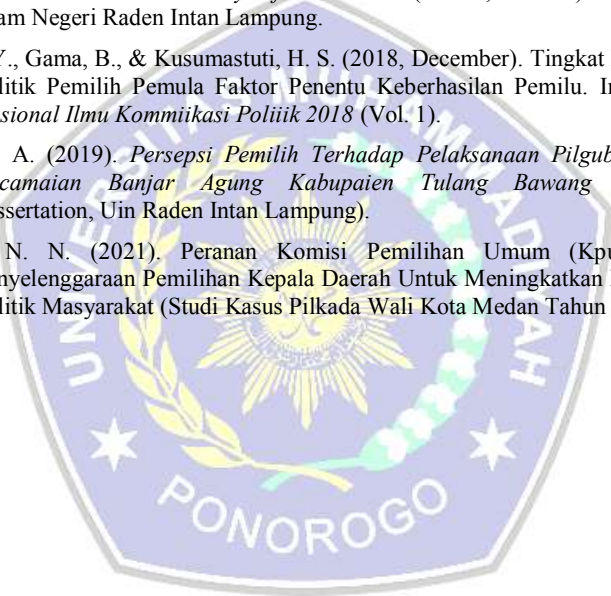 am Negeri Raden Intan Lampung.
Y., Gama, B., & Kusumastuti, H. S. (2018, December). Tingkat
litik Pemilih Pemula Faktor Penentu Keberhasilan Pemilu. In
sional Ilmu Kommiikasi Poliiik 2018 (Vol. 1).
A. (2019). Persepsi Pemilih Terhadap Pelaksanaan Pilgub
camaian Banjar Agung Kabupaien Tulang Bawang
ssertation, Uin Raden Intan Lampung).
N. N. (2021). Peranan Komisi Pemilihan Umum (Kpu
nyelenggaraan Pemilihan Kepala Daerah Untuk Meningkatkan
litik Masyarakat (Studi Kasus Pilkada Wali Kota Medan Tahun
UNIVERSITAS MUHAMMADIYAH
PONOROGO